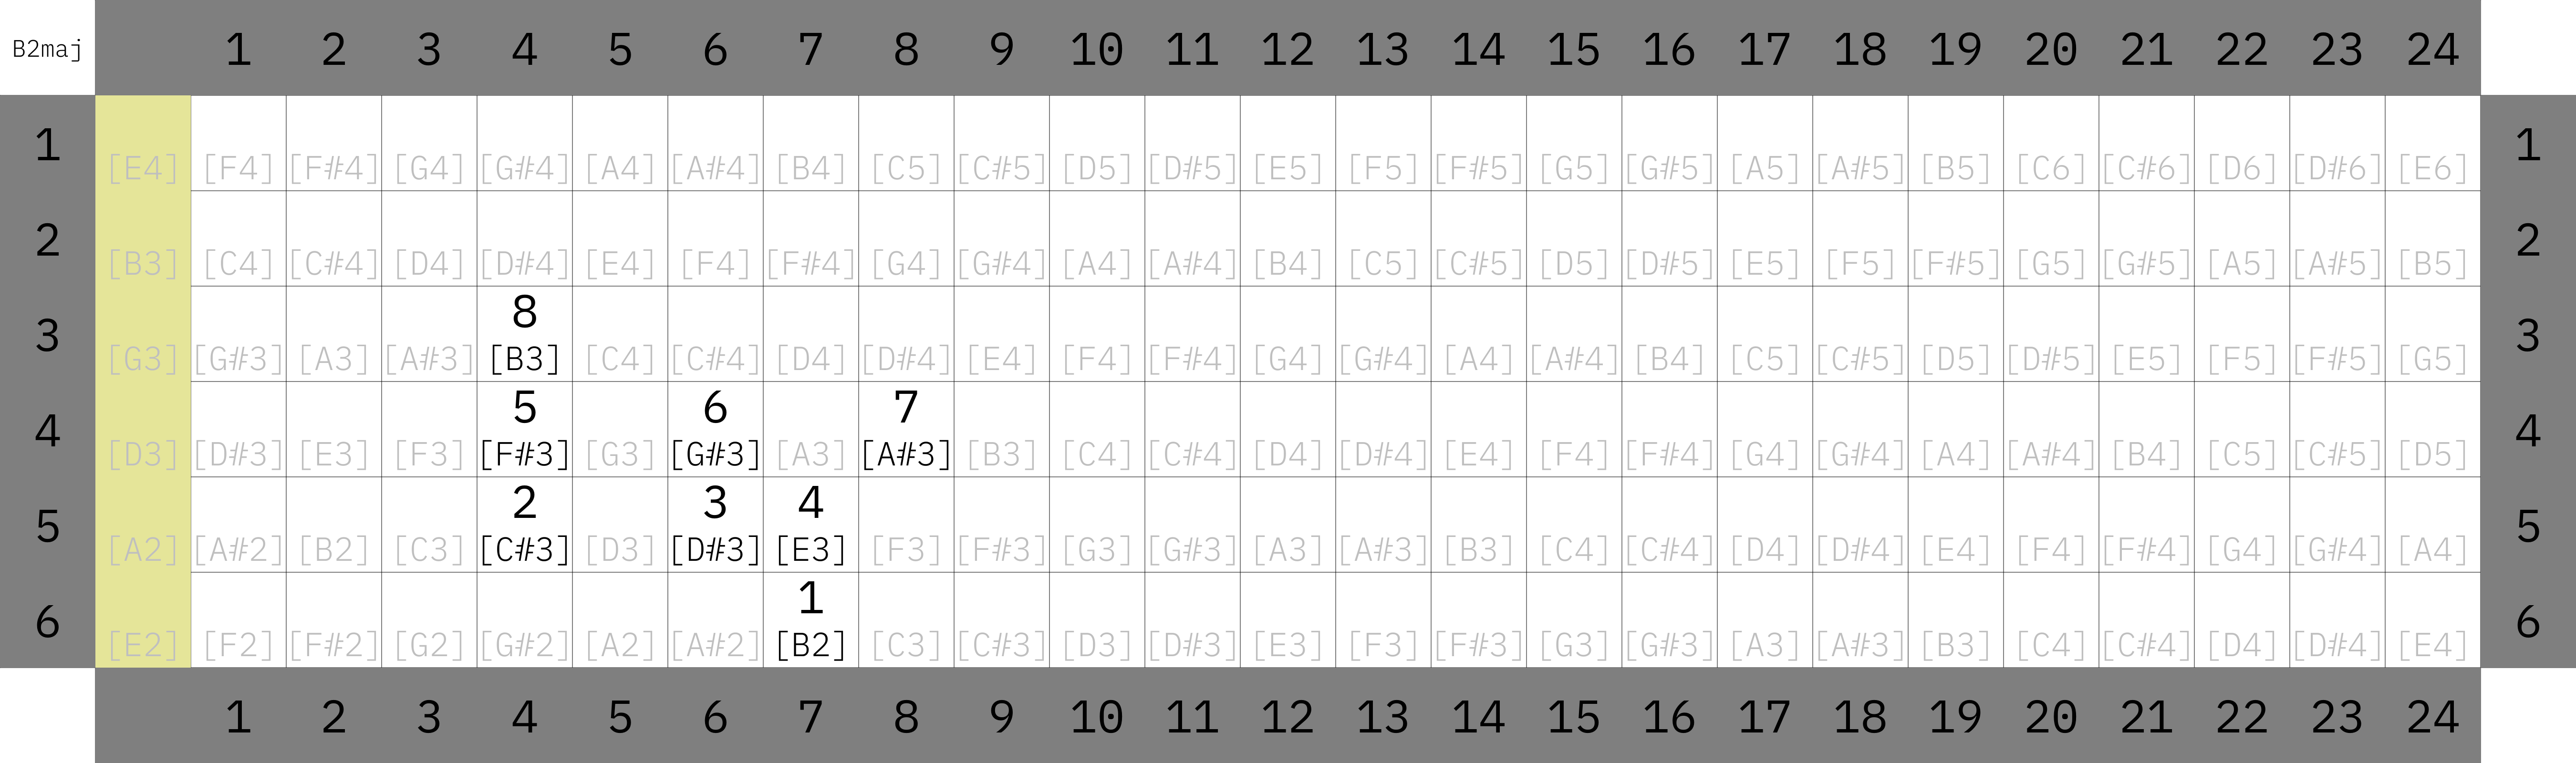 B2maj 1 2 3 4 5 6 7 8 9 10 11 12 13 14 15 16 17 18 19 20 21 22 23 24
1 [E4] [F4] [F#4] [G4] [G#4] [A4] [A#4] [B4] [C5] [C#5] [D5] [D#5] [E5] [F5] [F#5] [G5] [G#5] [A5] [A#5] [B5] [C6] [C#6] [D6] [D#6] [E6] 1
2 [B3] [C4] [C#4] [D4] [D#4] [E4] [F4] [F#4] [G4] [G#4] [A4] [A#4] [B4] [C5] [C#5] [D5] [D#5] [E5] [F5] [F#5] [G5] [G#5] [A5] [A#5] [B5] 2
8
3 [G3] [G#3] [A3] [A#3] [B3] [C4] [C#4] [D4] [D#4] [E4] [F4] [F#4] [G4] [G#4] [A4] [A#4] [B4] [C5] [C#5] [D5] [D#5] [E5] [F5] [F#5] [G5] 3
5 6 7
4 [D3] [D#3] [E3] [F3] [F#3] [G3] [G#3] [A3] [A#3] [B3] [C4] [C#4] [D4] [D#4] [E4] [F4] [F#4] [G4] [G#4] [A4] [A#4] [B4] [C5] [C#5] [D5] 4
2 3 4
5 [A2] [A#2] [B2] [C3] [C#3] [D3] [D#3] [E3] [F3] [F#3] [G3] [G#3] [A3] [A#3] [B3] [C4] [C#4] [D4] [D#4] [E4] [F4] [F#4] [G4] [G#4] [A4] 5
1
6 [E2] [F2] [F#2] [G2] [G#2] [A2] [A#2] [B2] [C3] [C#3] [D3] [D#3] [E3] [F3] [F#3] [G3] [G#3] [A3] [A#3] [B3] [C4] [C#4] [D4] [D#4] [E4] 6
1 2 3 4 5 6 7 8 9 10 11 12 13 14 15 16 17 18 19 20 21 22 23 24